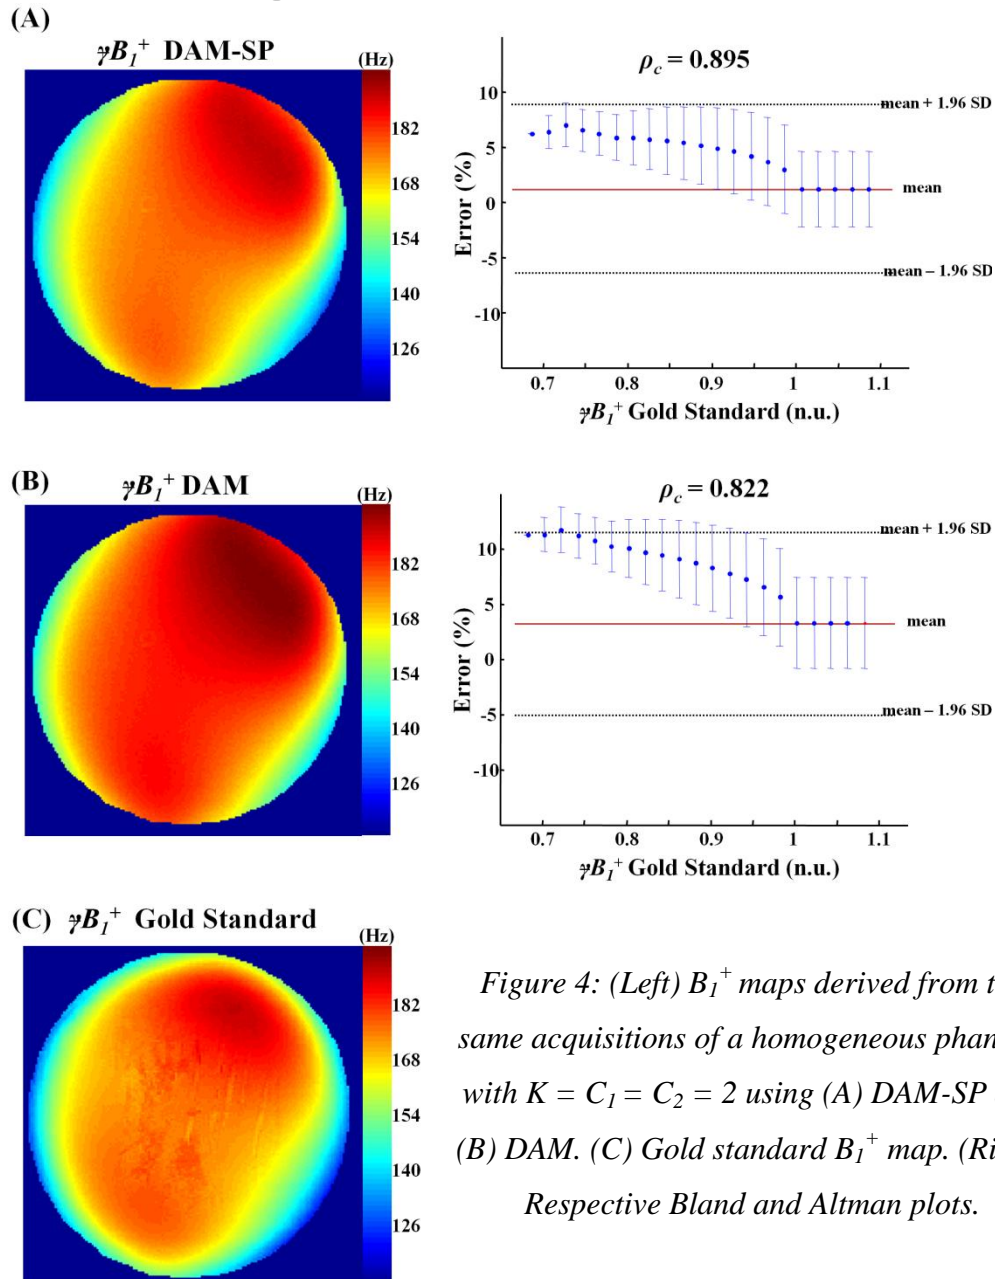 (A)
γ̶B₁⁺ DAM-SP
(Hz)
182
168
154
140
126
ρc = 0.895
Error (%)
10
5
0
-5
-10
mean + 1.96 SD
mean
mean – 1.96 SD
0.7 0.8 0.9 1 1.1
γ̶B₁⁺ Gold Standard (n.u.)
(B)
γ̶B₁⁺ DAM
(Hz)
182
168
154
140
126
ρc = 0.822
Error (%)
10
5
0
-5
-10
mean + 1.96 SD
mean
mean – 1.96 SD
0.7 0.8 0.9 1 1.1
γ̶B₁⁺ Gold Standard (n.u.)
(C) γ̶B₁⁺ Gold Standard
(Hz)
182
168
154
140
126
Figure 4: (Left) B₁⁺ maps derived from t
same acquisitions of a homogeneous phan
with K = C₁ = C₂ = 2 using (A) DAM-SP
(B) DAM. (C) Gold standard B₁⁺ map. (Ri
Respective Bland and Altman plots.